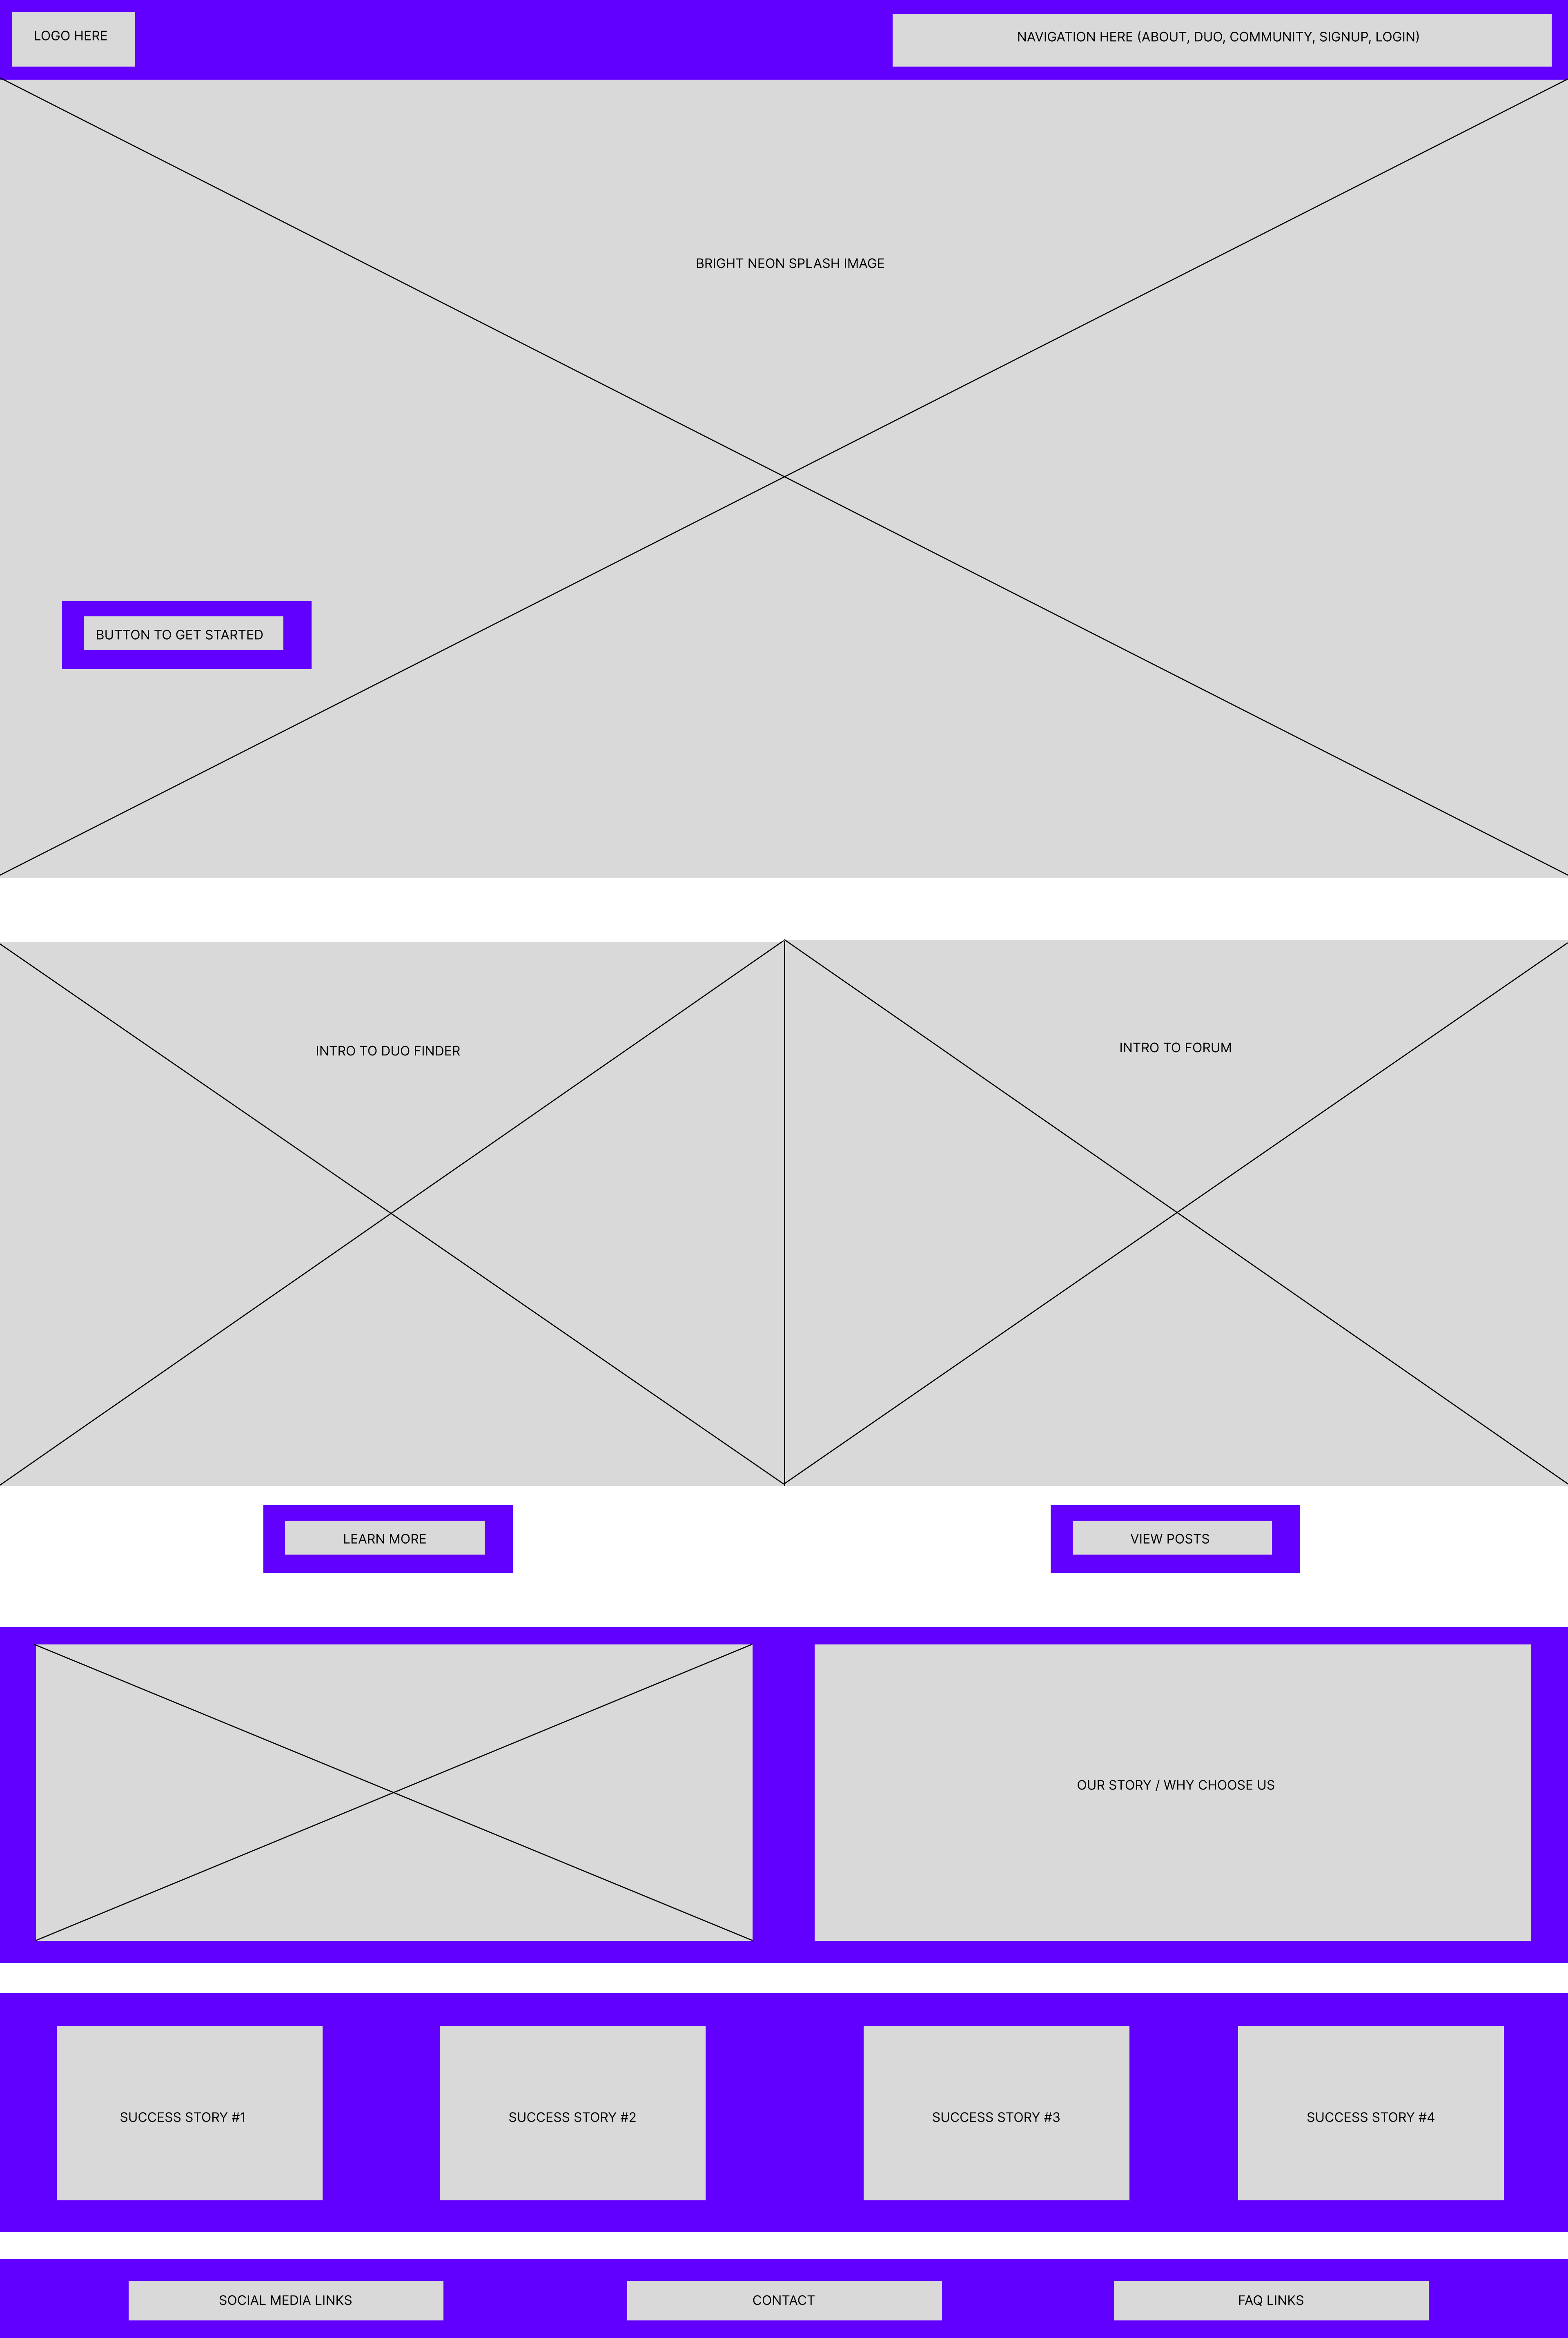 LOGO HERE
NAVIGATION HERE (ABOUT, DUO, COMMUNITY, SIGNUP, LOGIN)
BRIGHT NEON SPLASH IMAGE
BUTTON TO GET STARTED
INTRO TO DUO FINDER
INTRO TO FORUM
LEARN MORE
VIEW POSTS
OUR STORY / WHY CHOOSE US
SUCCESS STORY #1
SUCCESS STORY #2
SUCCESS STORY #3
SUCCESS STORY #4
SOCIAL MEDIA LINKS
CONTACT
FAQ LINKS